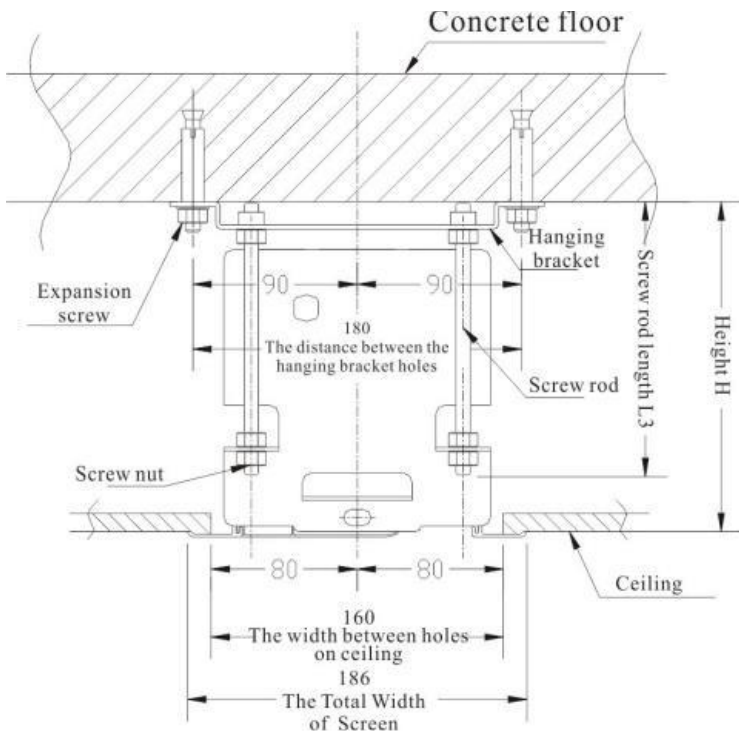 Concrete floor
Hanging
bracket
Expansion
screw
90
90
180
The distance between the
hanging bracket holes
Screw rod
Screw rod length L3
Height H
Screw nut
80
80
Ceiling
160
The width between holes
on ceiling
186
The Total Width
of Screen